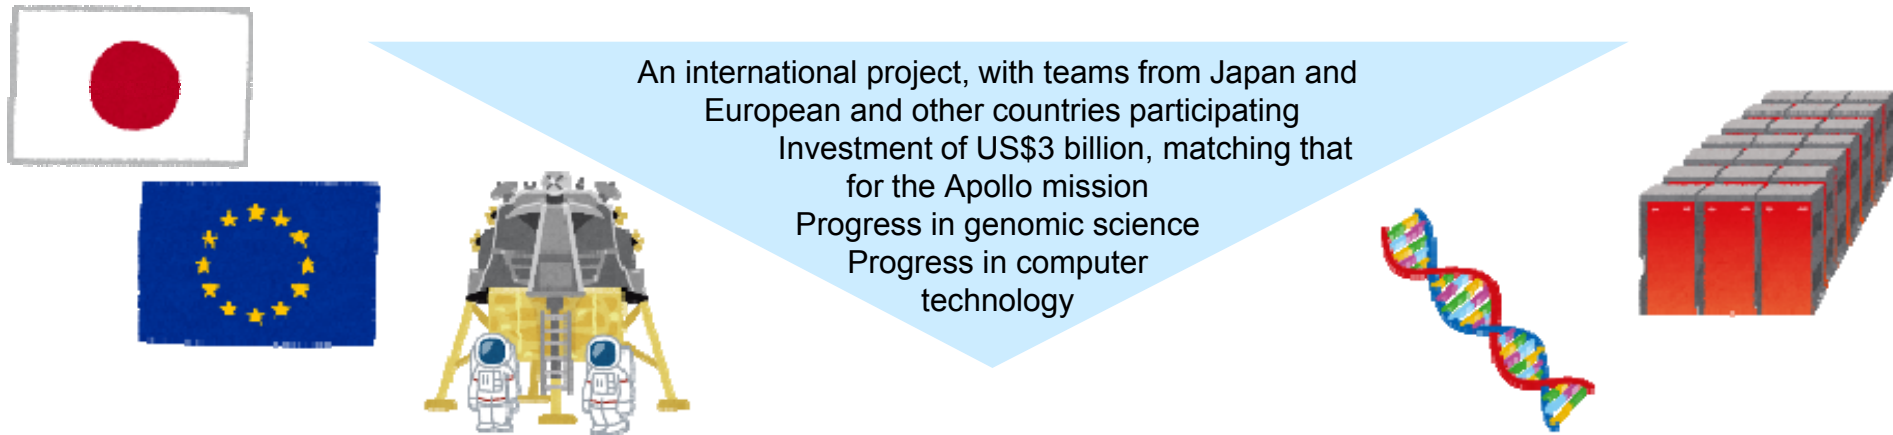 An international project, with teams from Japan and
European and other countries participating
Investment of US$3 billion, matching that
for the Apollo mission
Progress in genomic science
Progress in computer
technology